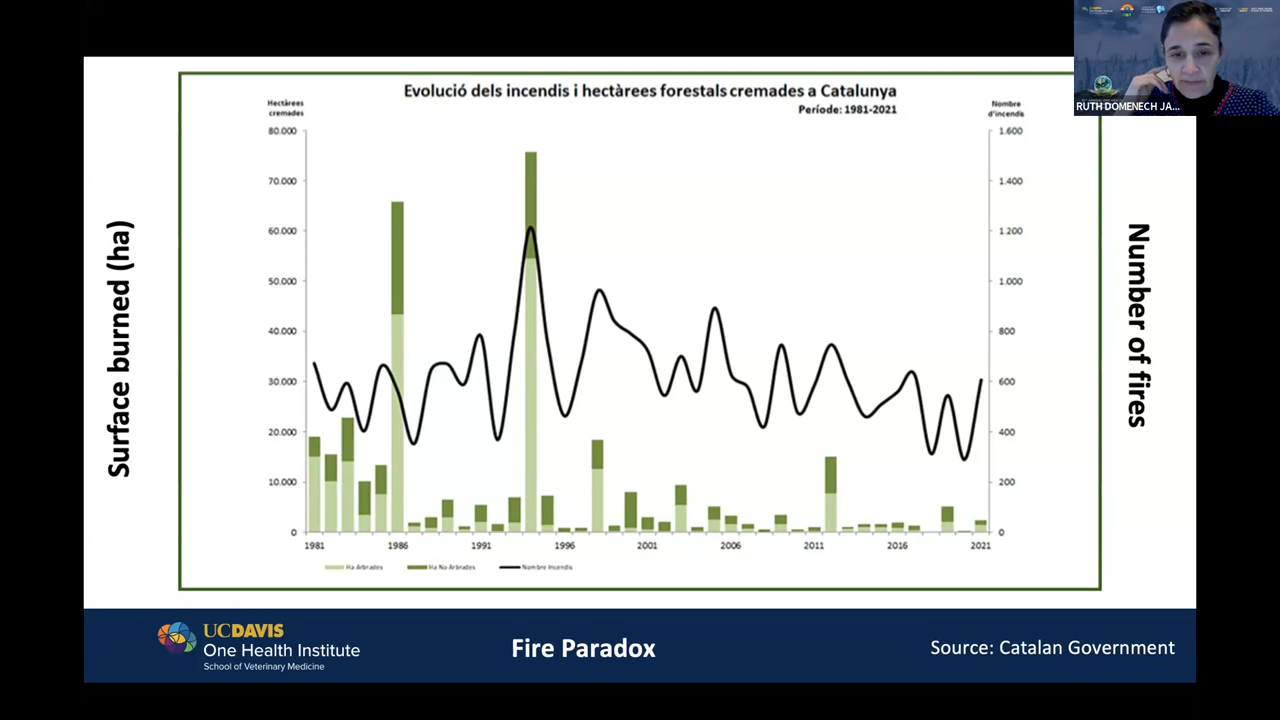 Evolució dels incendis i hectàrees forestals cremades a Catalunya
Període: 1981-2021
Hectàrees
cremades
Nombre
d'incendis
80.000
70.000
60.000
50.000
40.000
30.000
20.000
10.000
0
1.600
1.400
1.200
1.000
800
600
400
200
0
1981
1986
1991
1996
2001
2006
2011
2016
2021
Ha Arbrades
Ha No Arbrades
Nombre Incendis
Surface burned (ha)
Number of fires
RUTH DOMENECH JA...
UCDAVIS
One Health Institute
School of Veterinary Medicine
Fire Paradox
Source: Catalan Government